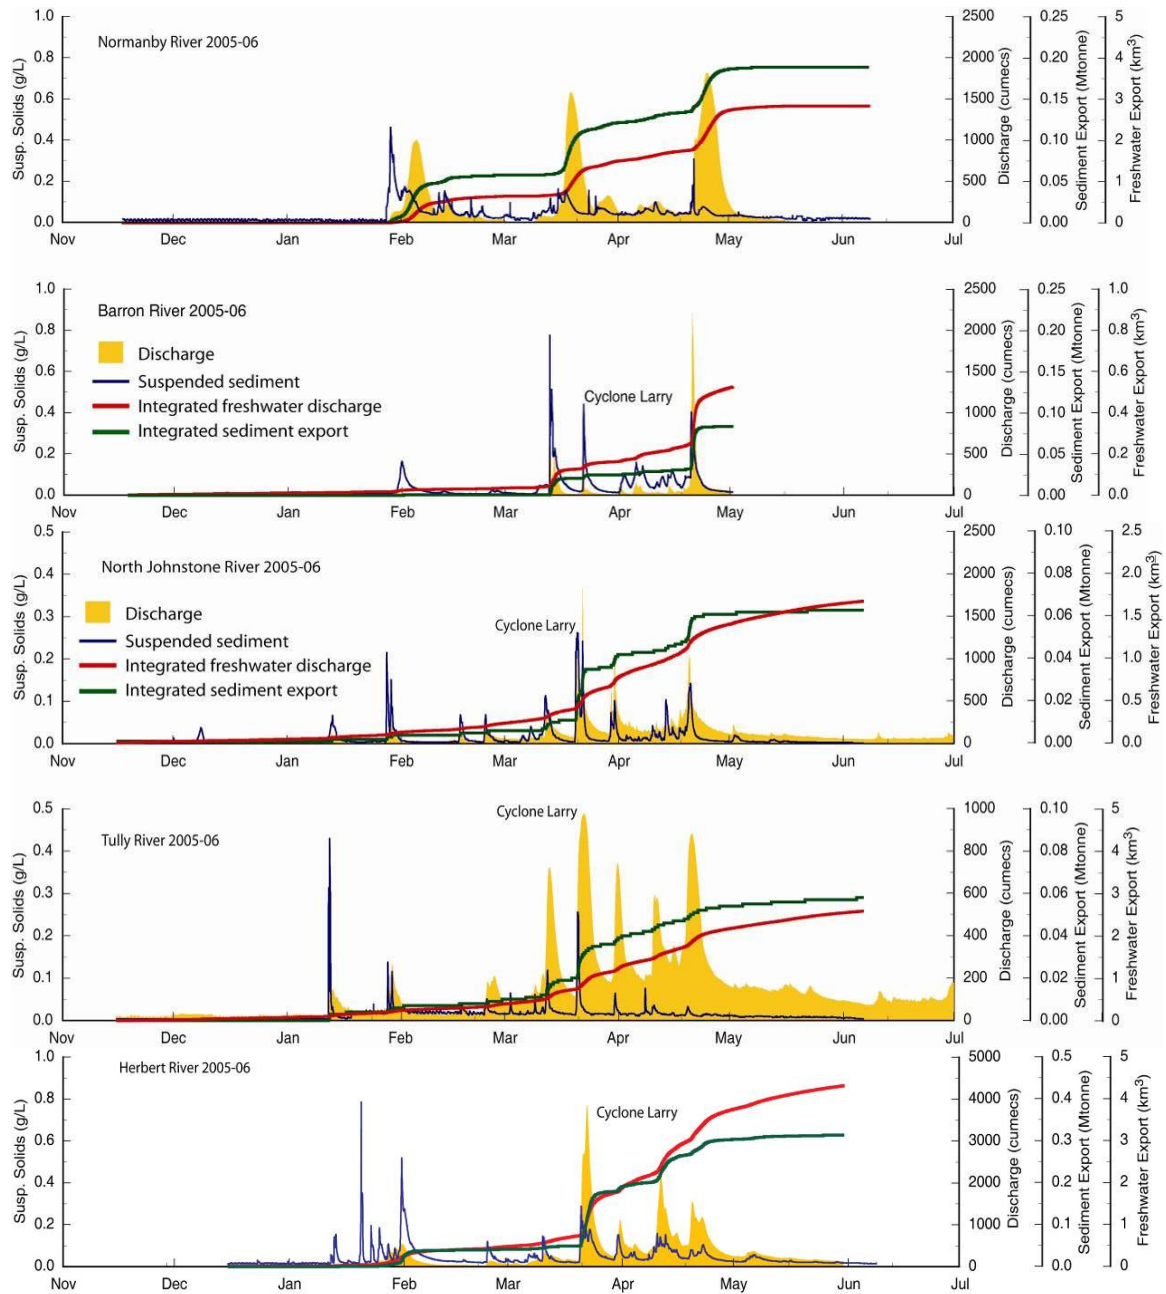 Normanby River 2005-06
Susp. Solids (g/L)
1.0
0.8
0.6
0.4
0.2
0.0
Nov Dec Jan Feb Mar Apr May Jun Jul
2500
2000
1500
1000
500
0
Discharge (cumecs)
0.25
0.20
0.15
0.10
0.05
0.00
Sediment Export (Mtonne)
5
4
3
2
1
0
Freshwater Export (km³)
Barron River 2005-06
Discharge
Suspended sediment
Integrated freshwater discharge
Integrated sediment export
Cyclone Larry
Susp. Solids (g/L)
1.0
0.8
0.6
0.4
0.2
0.0
Nov Dec Jan Feb Mar Apr May Jun Jul
2500
2000
1500
1000
500
0
Discharge (cumecs)
0.25
0.20
0.15
0.10
0.05
0.00
Sediment Export (Mtonne)
1.0
0.8
0.6
0.4
0.2
0.0
Freshwater Export (km³)
North Johnstone River 2005-06
Discharge
Suspended sediment
Integrated freshwater discharge
Integrated sediment export
Cyclone Larry
Susp. Solids (g/L)
0.5
0.4
0.3
0.2
0.1
0.0
Nov Dec Jan Feb Mar Apr May Jun Jul
2500
2000
1500
1000
500
0
Discharge (cumecs)
0.10
0.08
0.06
0.04
0.02
0.00
Sediment Export (Mtonne)
2.5
2.0
1.5
1.0
0.5
0.0
Freshwater Export (km³)
Tully River 2005-06
Cyclone Larry
Susp. Solids (g/L)
0.5
0.4
0.3
0.2
0.1
0.0
Nov Dec Jan Feb Mar Apr May Jun Jul
1000
800
600
400
200
0
Discharge (cumecs)
0.10
0.08
0.06
0.04
0.02
0.00
Sediment Export (Mtonne)
5
4
3
2
1
0
Freshwater Export (km³)
Herbert River 2005-06
Cyclone Larry
Susp. Solids (g/L)
1.0
0.8
0.6
0.4
0.2
0.0
Nov Dec Jan Feb Mar Apr May Jun Jul
5000
4000
3000
2000
1000
0
Discharge (cumecs)
0.5
0.4
0.3
0.2
0.1
0.0
Sediment Export (Mtonne)
5
4
3
2
1
0
Freshwater Export (km³)